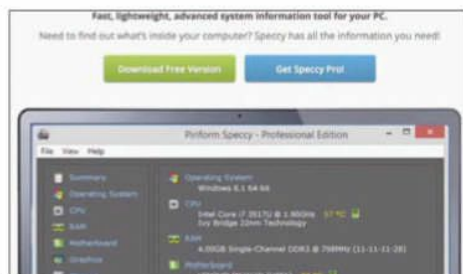 Fast, lightweight, advanced system information tool for your PC.
Need to find out what's inside your computer? Speccy has all the information you need!
Download Free Version
Get Speccy Pro!
Piriform Speccy - Professional Edition
File View Help
Summary
Operating System
CPU
RAM
Motherboard
Graphics
Operating System
Windows 8.1 64-bit
CPU
Intel Core i7 3517U @ 1.90GHz 57 °C
Ivy Bridge 22nm Technology
RAM
4.00GB Single-Channel DDR3 @ 798MHz (11-11-11-28)
Motherboard